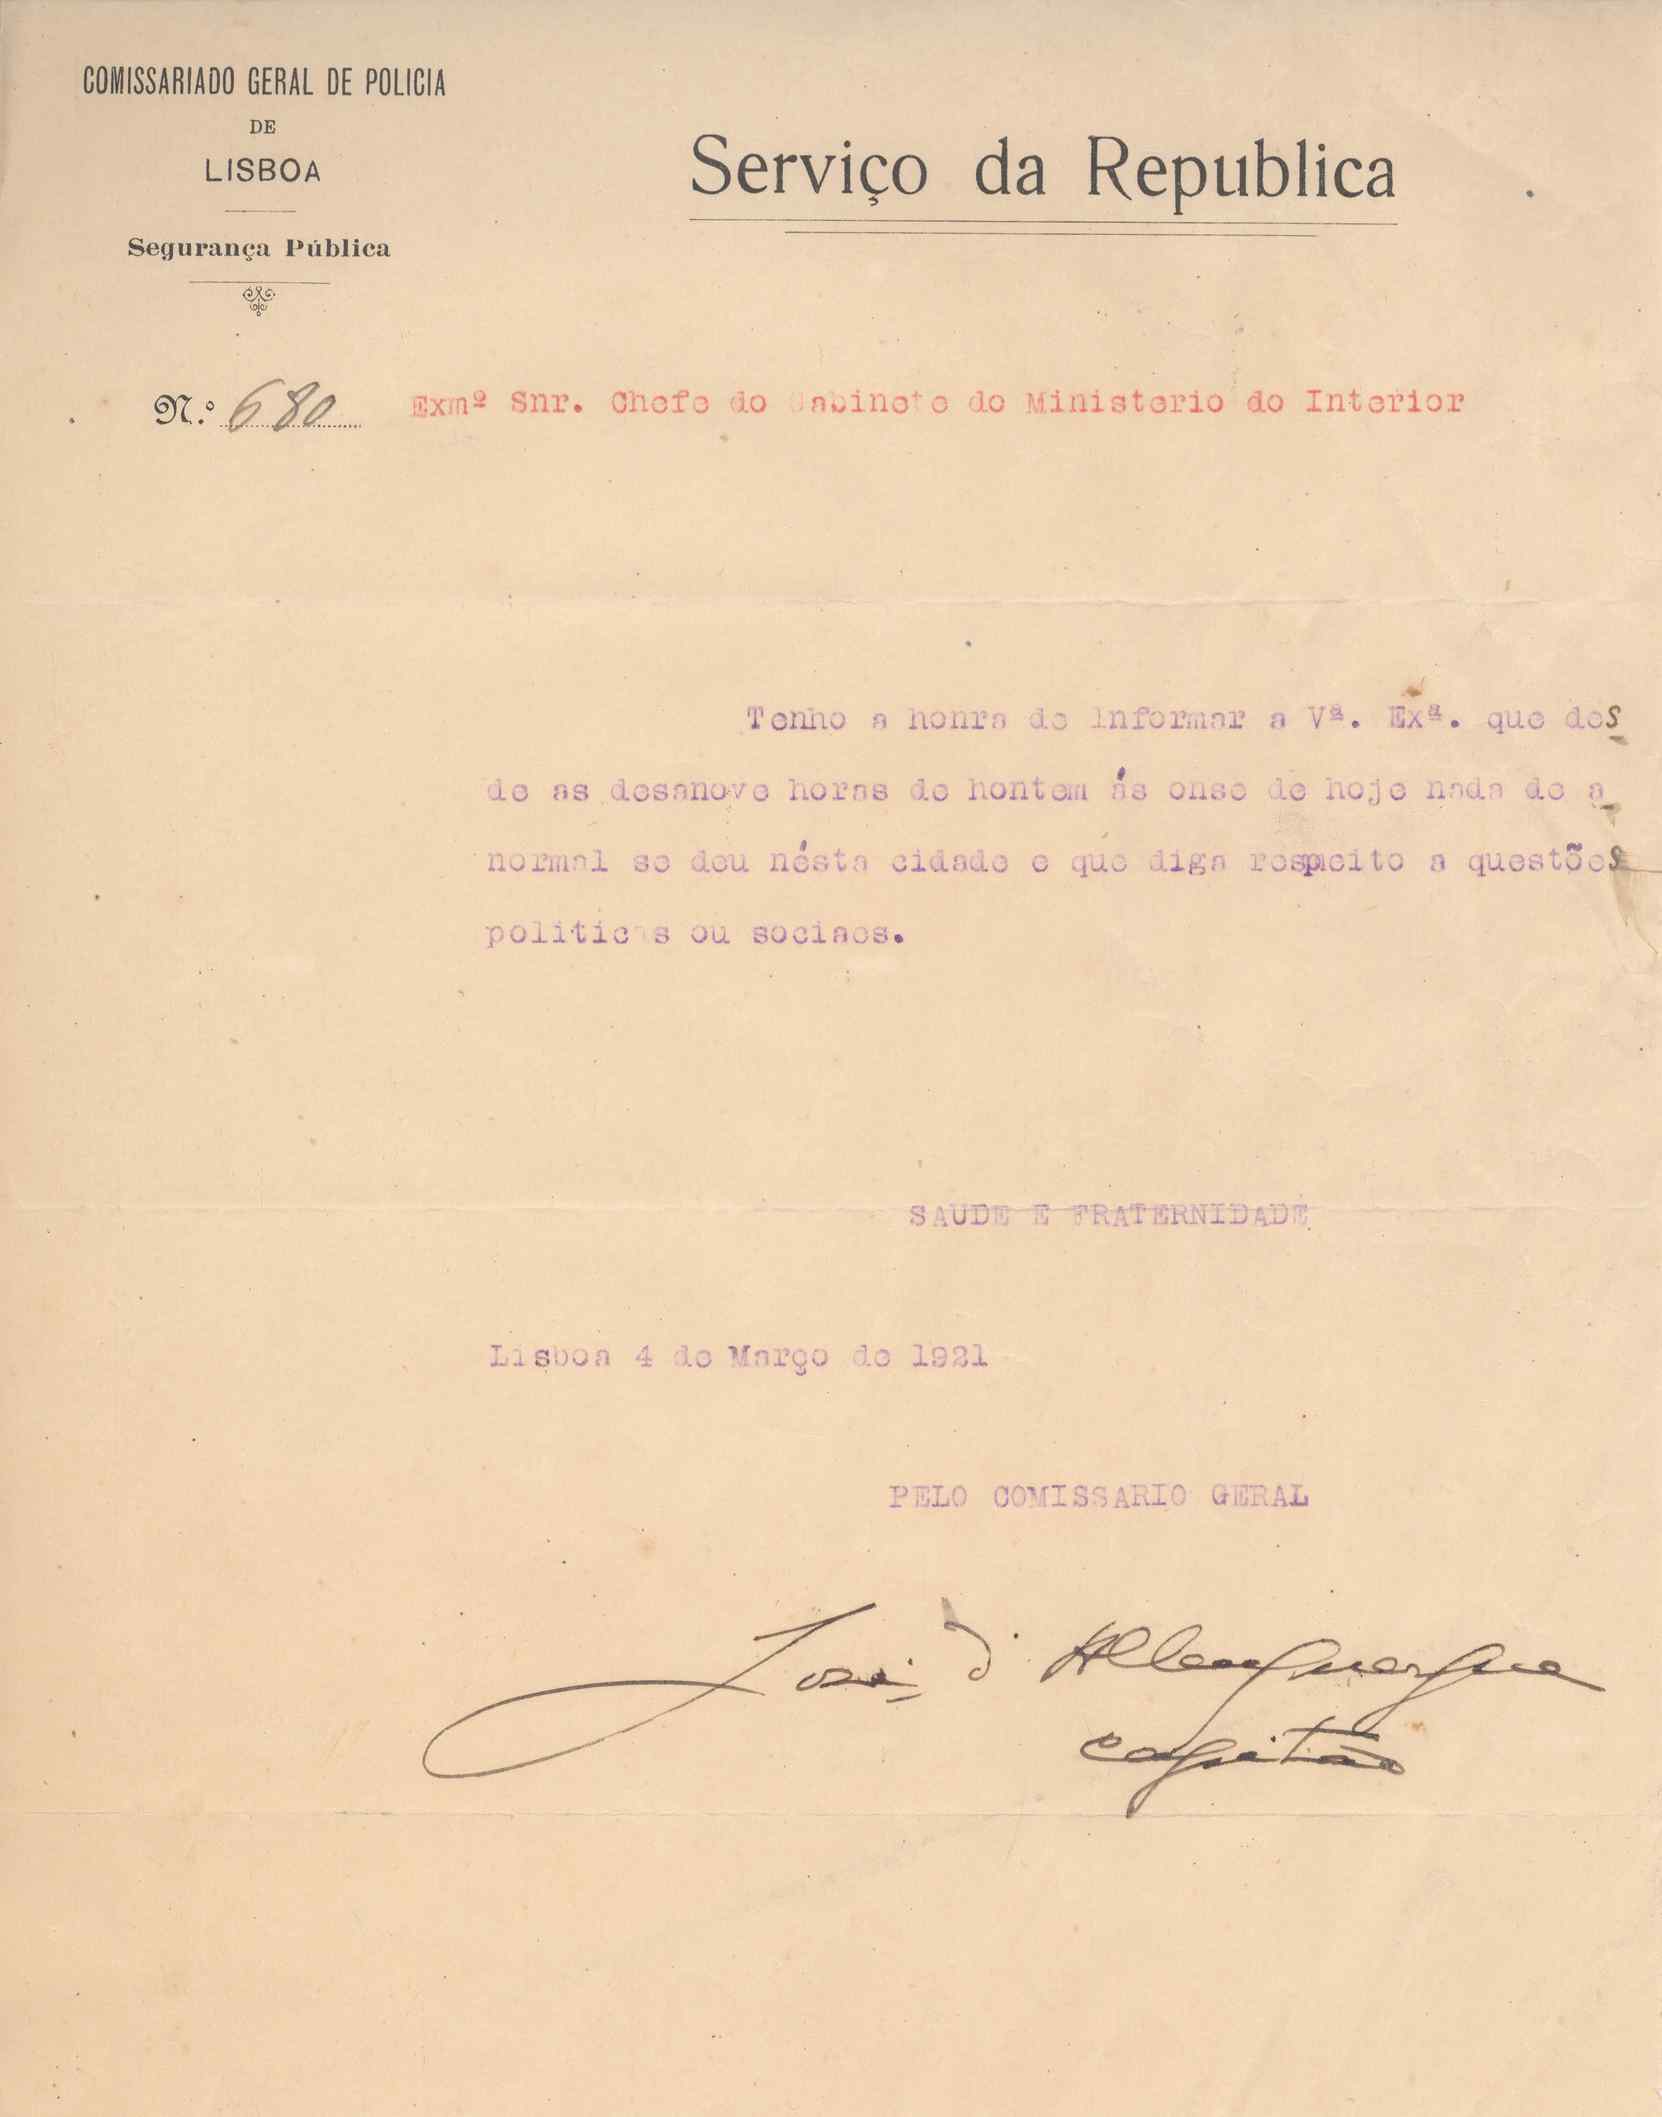 COMISSARIADO GERAL DE POLICIA
DE
LISBOA
Segurança Pública
Serviço da Republica
N.º 680
Exmº Snr. Chefe do Gabinete do Ministerio do Interior
Tenho a honra de informar a Vª. Exª. que des
de as desanove horas de hontem ás onse de hoje nada de a
normal se deu nésta cidade e que diga respeito a questões
politicas ou sociaes.
SAUDE E FRATERNIDADE
Lisboa 4 de Março de 1921
PELO COMISSARIO GERAL
José d'Albuquerque
capitão